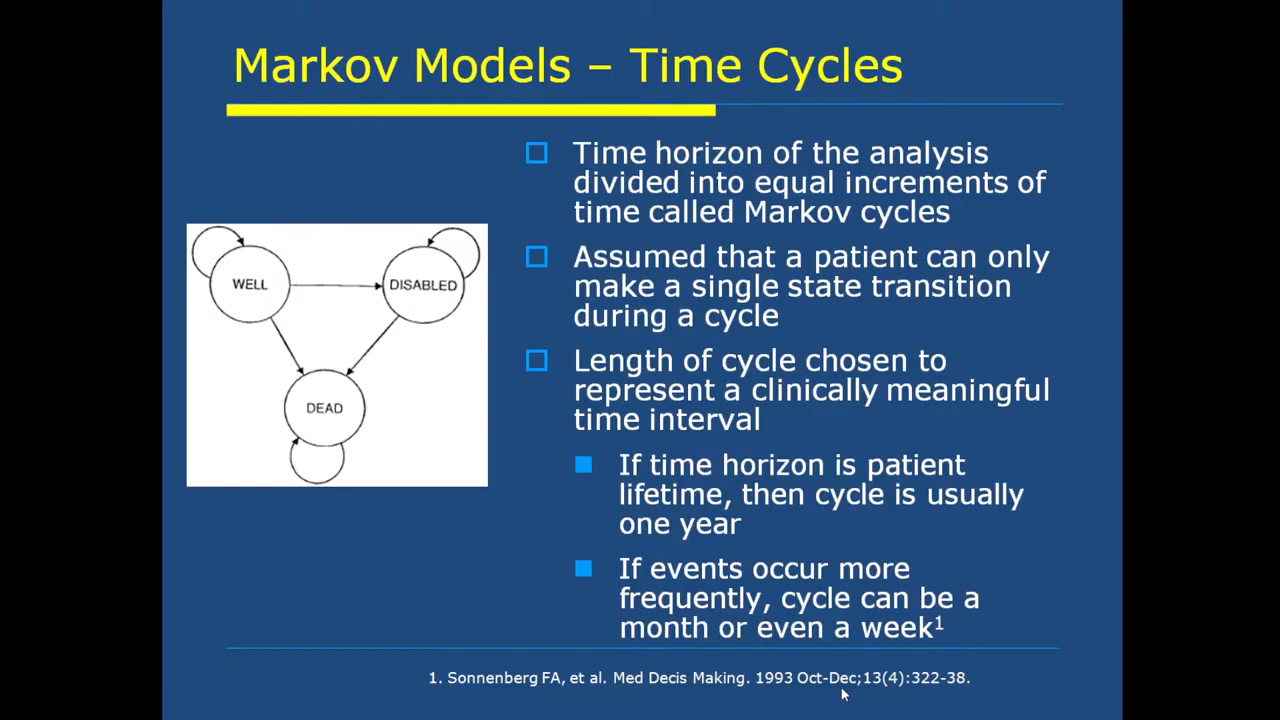 Markov Models – Time Cycles
WELL
DISABLED
DEAD
Time horizon of the analysis
divided into equal increments of
time called Markov cycles
Assumed that a patient can only
make a single state transition
during a cycle
Length of cycle chosen to
represent a clinically meaningful
time interval
If time horizon is patient
lifetime, then cycle is usually
one year
If events occur more
frequently, cycle can be a
month or even a week¹
1. Sonnenberg FA, et al. Med Decis Making. 1993 Oct-Dec;13(4):322-38.